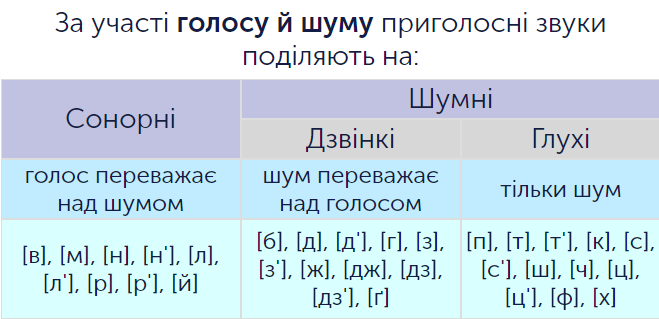 За участі голосу й шуму приголосні звуки
поділяють на:
Сонорні
Шумні
Дзвінкі
Глухі
голос переважає
над шумом
шум переважає
над голосом
тільки шум
[в], [м], [н], [н'], [л],
[л'], [р], [р'], [й]
[б], [д], [д'], [г], [з],
[з'], [ж], [дж], [дз],
[дз'], [ґ]
[п], [т], [т'], [к], [с],
[с'], [ш], [ч], [ц],
[ц'], [ф], [х]